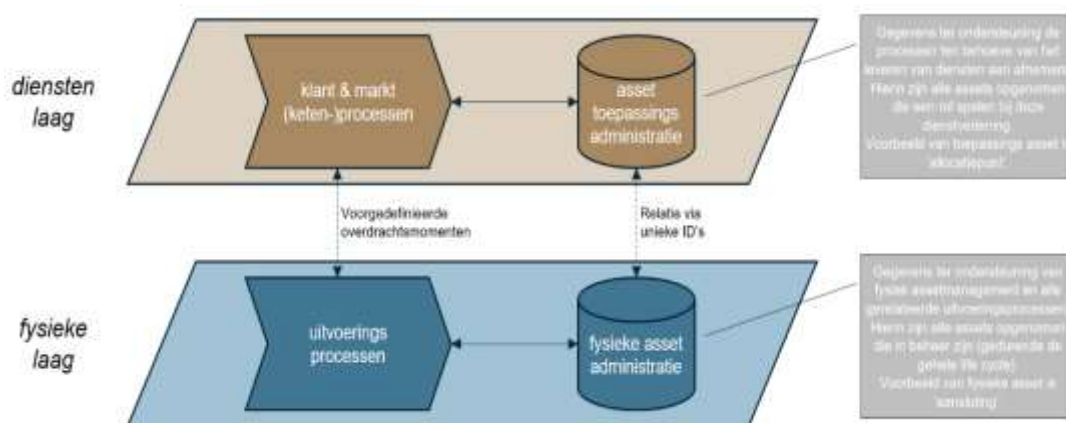 diensten
laag
klant & markt
(keten-)processen
asset
toepassings
administratie
Gegevens ter ondersteuning de
processen ten behoeve van het
leveren van diensten aan
Hierin zijn alle assets opgenomen
die een rol spelen bij deze
dienstverlening
Voorbeeld van toepassings asset
'allocatiepunt'.
Voorgedefinieerde
overdrachtsmomenten
Relatie via
unieke ID's
fysieke
laag
uitvoerings
processen
fysieke asset
administratie
Gegevens ter ondersteuning van
fysiek assetmanagement en alle
gerelateerde uitvoeringsprocessen
Hierin zijn alle assets opgenomen
die in beheer zijn (gedurende de
gehele life cycle)
Voorbeeld van fysieke asset is
'aansluiting'